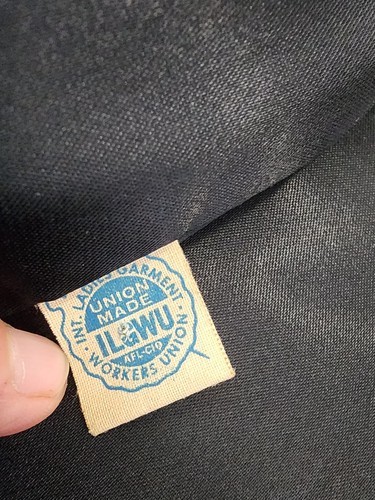 INT. LADIES GARMENT
UNION
MADE
ILGWU
AFL-CIO
WORKERS UNION